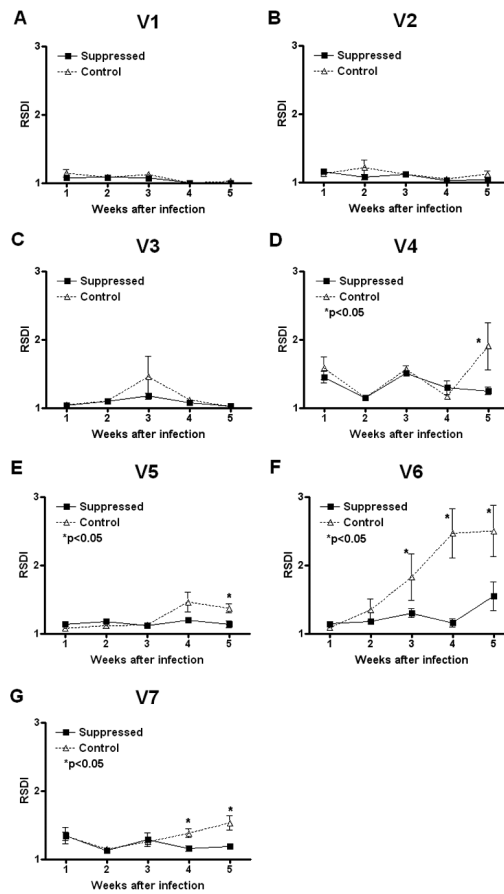 A V1
3
Suppressed
Control
RSDI
2
1
1 2 3 4 5
Weeks after infection
B V2
3
Suppressed
Control
RSDI
2
1
1 2 3 4 5
Weeks after infection
C V3
3
Suppressed
Control
RSDI
2
1
1 2 3 4 5
Weeks after infection
D V4
3
Suppressed
Control
*p<0.05
RSDI
2
*
1
1 2 3 4 5
Weeks after infection
E V5
3
Suppressed
Control
*p<0.05
RSDI
2
*
1
1 2 3 4 5
Weeks after infection
F V6
3
Suppressed
Control
*p<0.05
* * *
RSDI
2
1
1 2 3 4 5
Weeks after infection
G V7
3
Suppressed
Control
*p<0.05
RSDI
2
* *
1
1 2 3 4 5
Weeks after infection